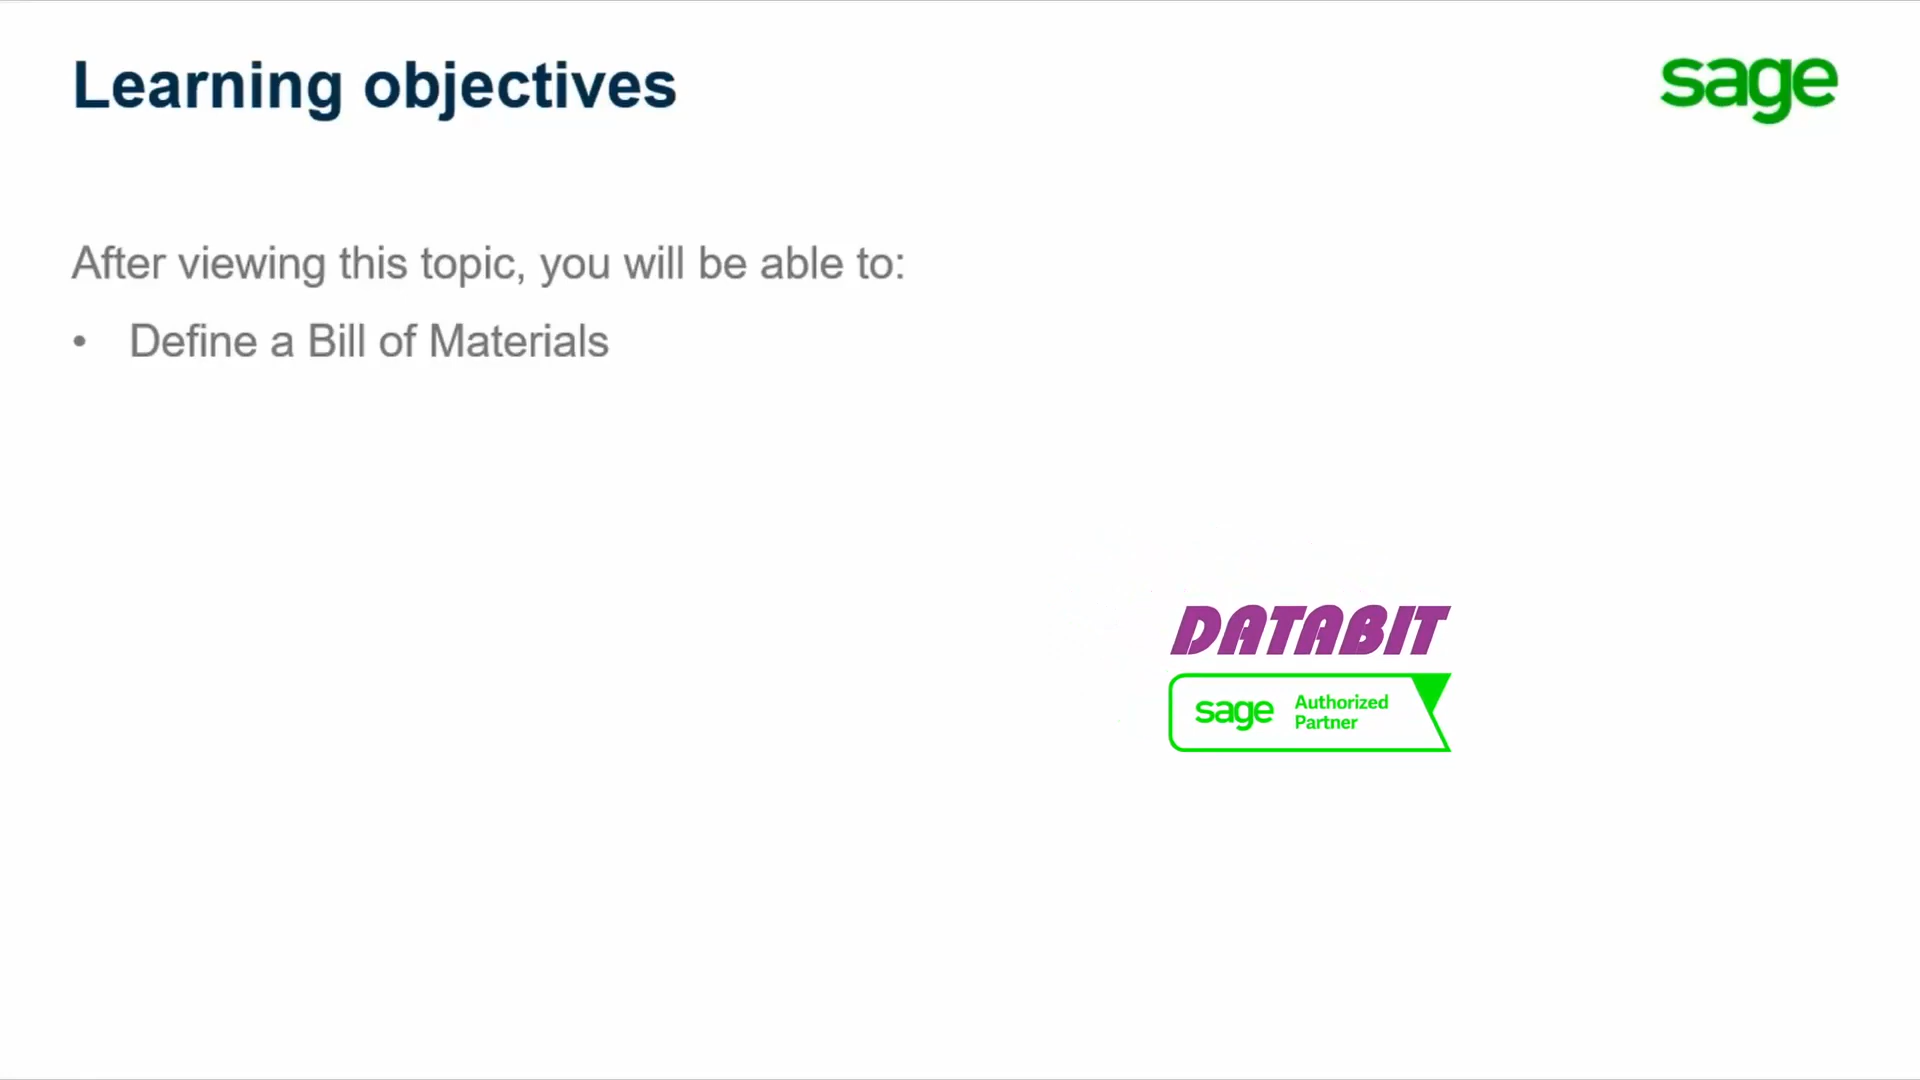 Learning objectives
sage
After viewing this topic, you will be able to:
• Define a Bill of Materials
DATABIT
sage Authorized
Partner